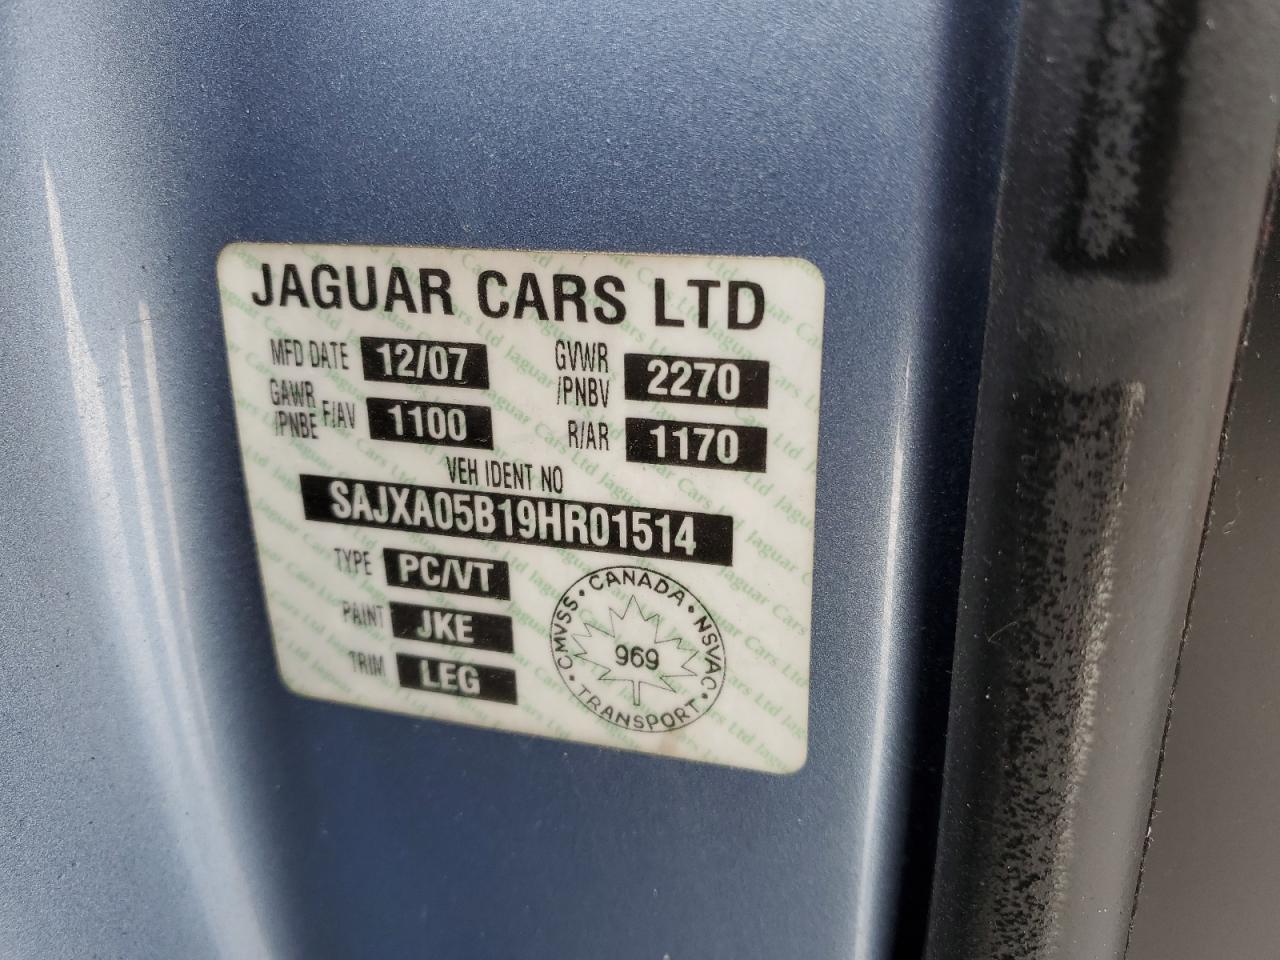 JAGUAR CARS LTD
MFD DATE 12/07 GVWR /PNBV 2270
GAWR /PNBE F/AV 1100 R/AR 1170
VEH IDENT NO
SAJXA05B19HR01514
TYPE PC/VT
PAINT JKE
TRIM LEG
CANADA • NSVAC • TRANSPORT • CMVSS •
969